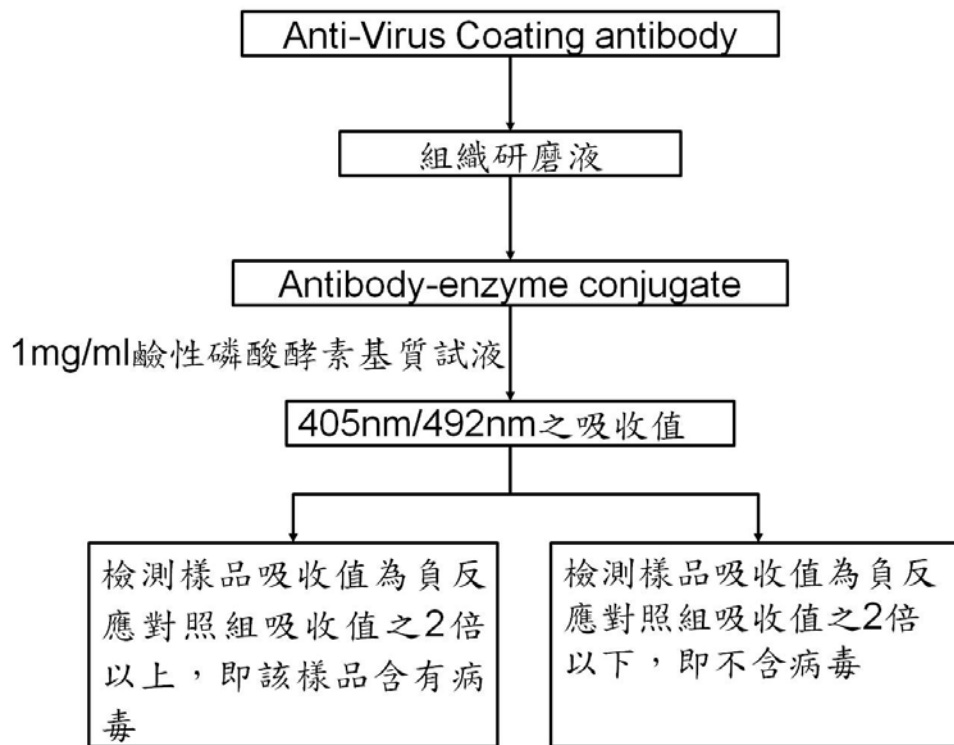 Anti-Virus Coating antibody
組織研磨液
Antibody-enzyme conjugate
1mg/ml鹼性磷酸酵素基質試液
405nm/492nm之吸收值
檢測樣品吸收值為負反
應對照組吸收值之2倍
以上，即該樣品含有病
毒
檢測樣品吸收值為負反
應對照組吸收值之2倍
以下，即不含病毒